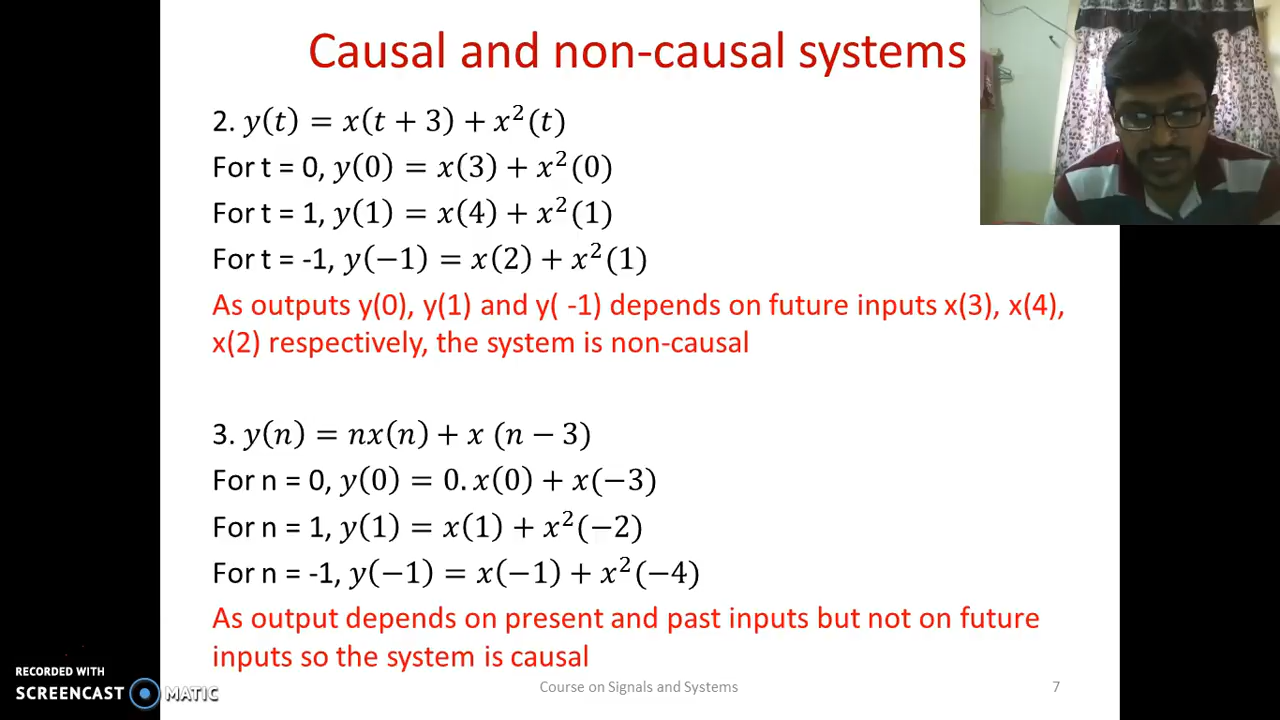 Causal and non-causal systems
2. y(t) = x(t + 3) + x²(t)
For t = 0, y(0) = x(3) + x²(0)
For t = 1, y(1) = x(4) + x²(1)
For t = -1, y(−1) = x(2) + x²(1)
As outputs y(0), y(1) and y( -1) depends on future inputs x(3), x(4),
x(2) respectively, the system is non-causal
3. y(n) = nx(n) + x (n − 3)
For n = 0, y(0) = 0. x(0) + x(−3)
For n = 1, y(1) = x(1) + x²(−2)
For n = -1, y(−1) = x(−1) + x²(−4)
As output depends on present and past inputs but not on future
inputs so the system is causal
RECORDED WITH
SCREENCAST MATIC
Course on Signals and Systems
7